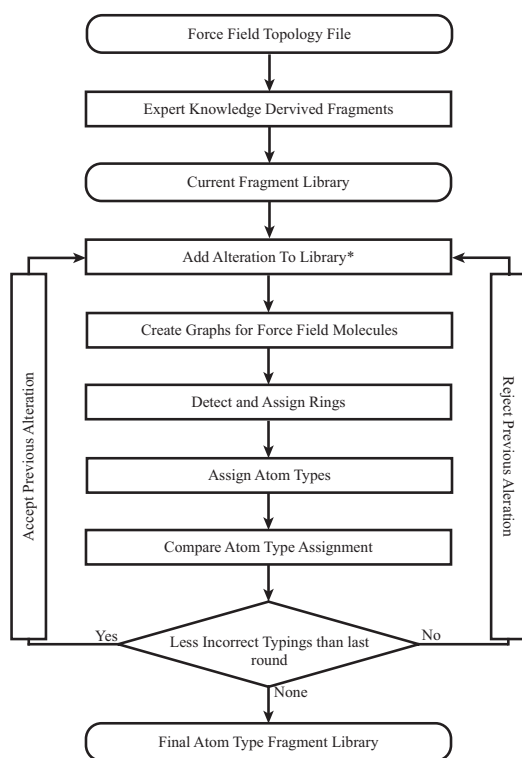 Force Field Topology File
Expert Knowledge Dervived Fragments
Current Fragment Library
Add Alteration To Library*
Create Graphs for Force Field Molecules
Detect and Assign Rings
Assign Atom Types
Compare Atom Type Assignment
Accept Previous Alteration
Reject Previous Aleration
Yes
Less Incorrect Typings than last
round
No
None
Final Atom Type Fragment Library